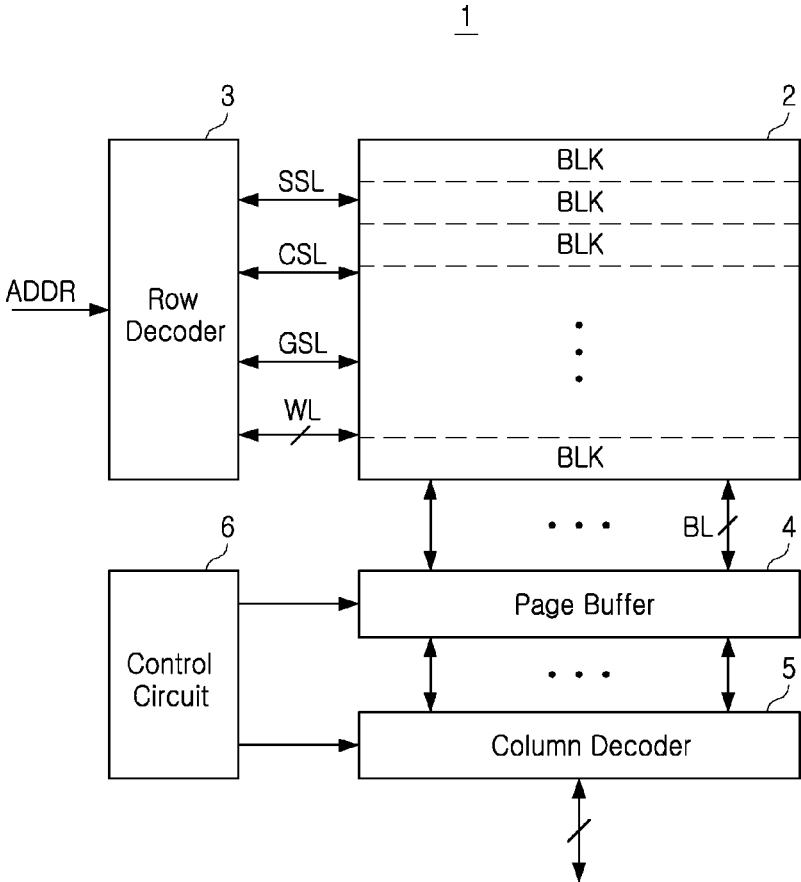 1
3
2
BLK
SSL
BLK
BLK
CSL
ADDR
Row
Decoder
GSL
WL
BLK
6
BL
4
Page Buffer
Control
Circuit
5
Column Decoder